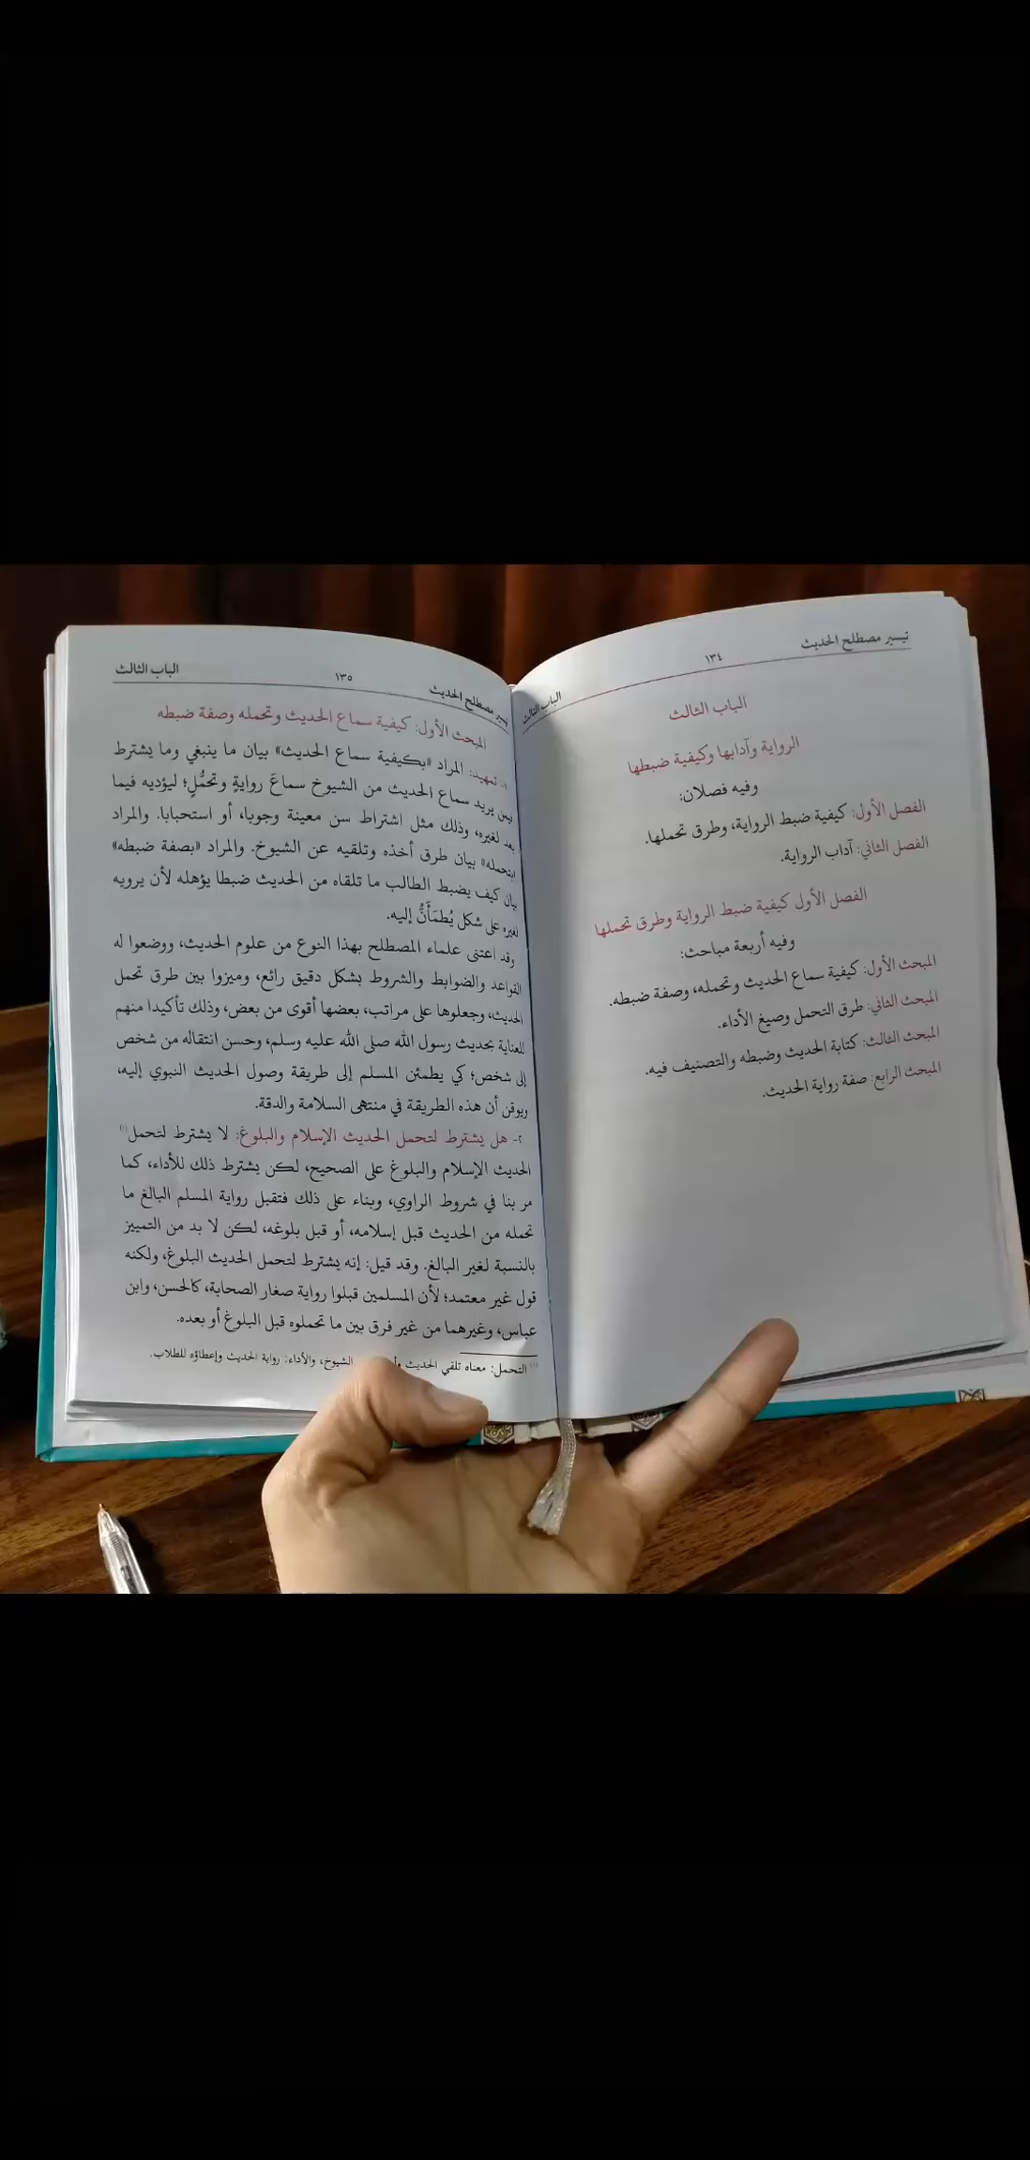 تيسير مصطلح الحديث
١٣٤
الباب الثالث
الباب الثالث
الرواية وآدابها وكيفية ضبطها
وفيه فصلان:
الفصل الأول: كيفية ضبط الرواية، وطرق تحملها.
الفصل الثاني: آداب الرواية.
الفصل الأول كيفية ضبط الرواية وطرق تحملها
وفيه أربعة مباحث:
المبحث الأول: كيفية سماع الحديث وتحمله، وصفة ضبطه.
المبحث الثاني: طرق التحمل وصيغ الأداء.
المبحث الثالث: كتابة الحديث وضبطه والتصنيف فيه.
المبحث الرابع: صفة رواية الحديث.
تيسير مصطلح الحديث
١٣٥
الباب الثالث
المبحث الأول: كيفية سماع الحديث وتحمله وصفة ضبطه
تمهيد: المراد «بكيفية سماع الحديث» بيان ما ينبغي وما يشترط
فيمن يريد سماع الحديث من الشيوخ سماعَ روايةٍ وتحمُّلٍ؛ ليؤديه فيما
بعد لغيره، وذلك مثل اشتراط سن معينة وجوبا، أو استحبابا. والمراد
بيان طرق أخذه وتلقيه عن الشيوخ. والمراد «بصفة ضبطه»
بيان كيف يضبط الطالب ما تلقاه من الحديث ضبطا يؤهله لأن يرويه
لغيره على شكل يُطمَأَنُّ إليه.
وقد اعتنى علماء المصطلح بهذا النوع من علوم الحديث، ووضعوا له
القواعد والضوابط والشروط بشكل دقيق رائع، وميزوا بين طرق تحمل
الحديث، وجعلوها على مراتب، بعضها أقوى من بعض، وذلك تأكيدا منهم
للعناية بحديث رسول الله صلى الله عليه وسلم، وحسن انتقاله من شخص
إلى شخص؛ كي يطمئن المسلم إلى طريقة وصول الحديث النبوي إليه،
ويوقن أن هذه الطريقة في منتهى السلامة والدقة.
٢- هل يشترط لتحمل الحديث الإسلام والبلوغ: لا يشترط لتحمل(١)
الحديث الإسلام والبلوغ على الصحيح، لكن يشترط ذلك للأداء، كما
مر بنا في شروط الراوي، وبناء على ذلك فتقبل رواية المسلم البالغ ما
تحمله من الحديث قبل إسلامه، أو قبل بلوغه، لكن لا بد من التمييز
بالنسبة لغير البالغ. وقد قيل: إنه يشترط لتحمل الحديث البلوغ، ولكنه
قول غير معتمد؛ لأن المسلمين قبلوا رواية صغار الصحابة، كالحسن، وابن
عباس، وغيرهما من غير فرق بين ما تحملوه قبل البلوغ أو بعده.
(١) التحمل: معناه تلقي الحديث الشيوخ، والأداء: رواية الحديث وإعطاؤه للطلاب.